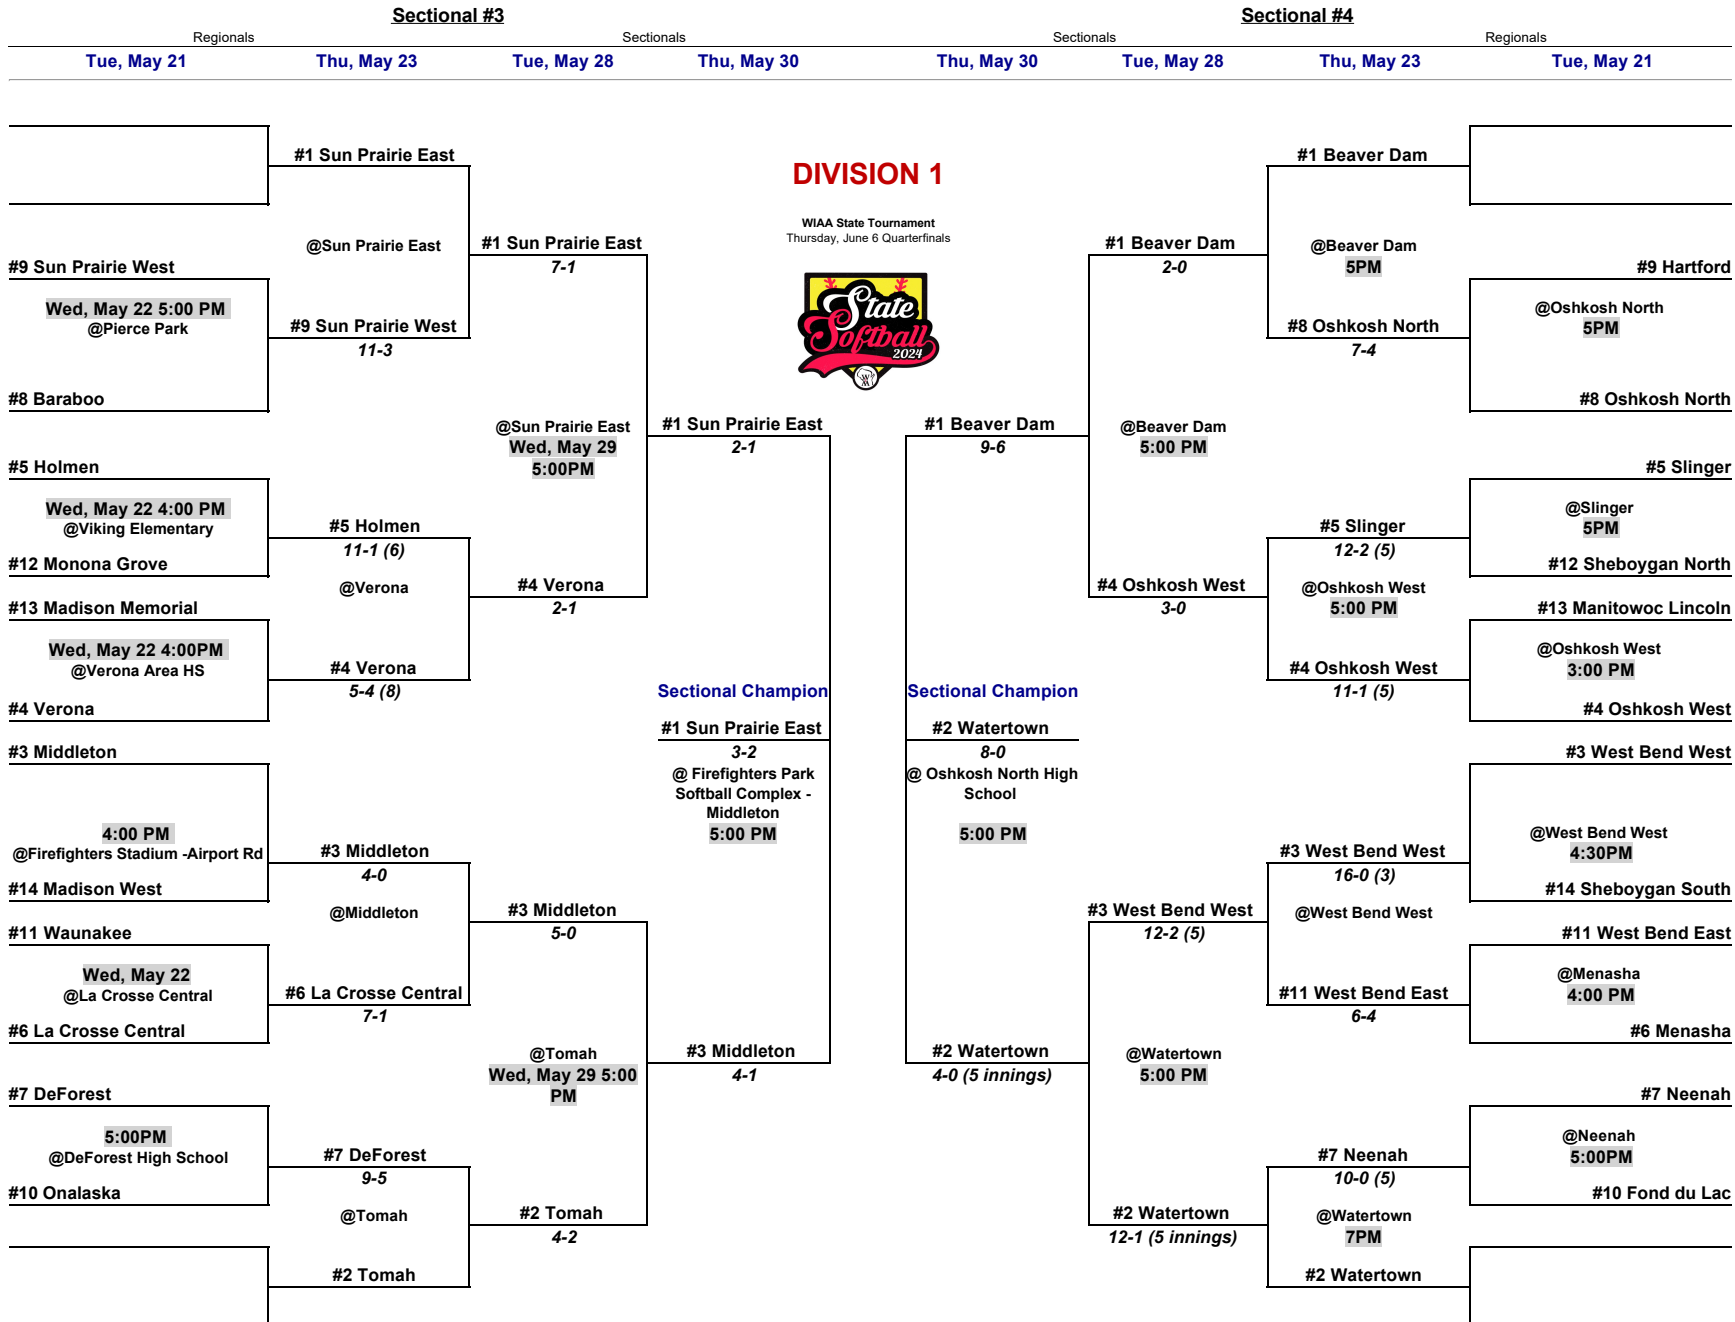 Sectional #3
Sectional #4
Regionals
Sectionals
Sectionals
Regionals
Tue, May 21
Thu, May 23
Tue, May 28
Thu, May 30
Thu, May 30
Tue, May 28
Thu, May 23
Tue, May 21
#1 Sun Prairie East
@Sun Prairie East
#1 Sun Prairie East
7-1
#9 Sun Prairie West
Wed, May 22 5:00 PM
@Pierce Park
#9 Sun Prairie West
11-3
#8 Baraboo
@Sun Prairie East
Wed, May 29
5:00PM
#1 Sun Prairie East
2-1
#5 Holmen
Wed, May 22 4:00 PM
@Viking Elementary
#5 Holmen
11-1 (6)
#12 Monona Grove
@Verona
#4 Verona
2-1
#13 Madison Memorial
Wed, May 22 4:00PM
@Verona Area HS
#4 Verona
5-4 (8)
#4 Verona
Sectional Champion
#1 Sun Prairie East
3-2
@ Firefighters Park
Softball Complex -
Middleton
5:00 PM
#3 Middleton
4:00 PM
@Firefighters Stadium -Airport Rd
#3 Middleton
4-0
#14 Madison West
@Middleton
#3 Middleton
5-0
#11 Waunakee
Wed, May 22
@La Crosse Central
#6 La Crosse Central
7-1
#6 La Crosse Central
@Tomah
Wed, May 29 5:00
PM
#3 Middleton
4-1
#7 DeForest
5:00PM
@DeForest High School
#7 DeForest
9-5
#10 Onalaska
@Tomah
#2 Tomah
4-2
#2 Tomah
DIVISION 1
WIAA State Tournament
Thursday, June 6 Quarterfinals
State
Softball
2024
#1 Beaver Dam
#1 Beaver Dam
2-0
@Beaver Dam
5PM
#9 Hartford
@Oshkosh North
5PM
#8 Oshkosh North
7-4
#8 Oshkosh North
#1 Beaver Dam
9-6
@Beaver Dam
5:00 PM
#5 Slinger
@Slinger
5PM
#5 Slinger
12-2 (5)
#12 Sheboygan North
#4 Oshkosh West
3-0
@Oshkosh West
5:00 PM
#13 Manitowoc Lincoln
@Oshkosh West
3:00 PM
#4 Oshkosh West
11-1 (5)
#4 Oshkosh West
Sectional Champion
#2 Watertown
8-0
@ Oshkosh North High
School
5:00 PM
#3 West Bend West
@West Bend West
4:30PM
#3 West Bend West
16-0 (3)
#14 Sheboygan South
#3 West Bend West
12-2 (5)
@West Bend West
#11 West Bend East
@Menasha
4:00 PM
#11 West Bend East
6-4
#6 Menasha
#2 Watertown
4-0 (5 innings)
@Watertown
5:00 PM
#7 Neenah
@Neenah
5:00PM
#7 Neenah
10-0 (5)
#10 Fond du Lac
#2 Watertown
12-1 (5 innings)
@Watertown
7PM
#2 Watertown